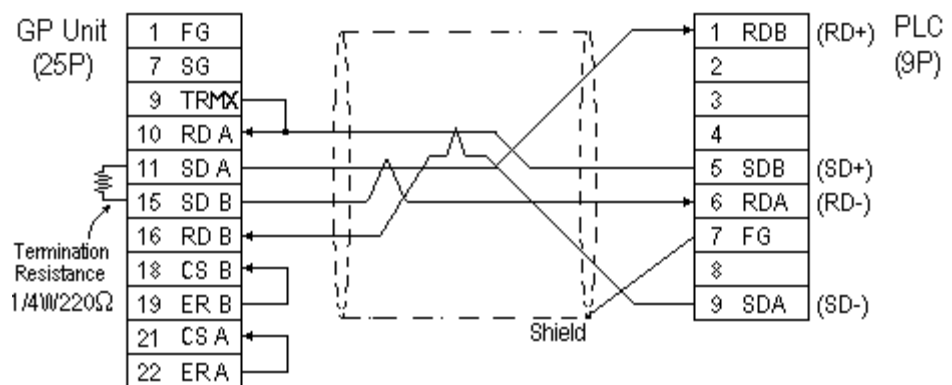 GP Unit
(25P)
1 FG
7 SG
9 TRMX
10 RD A
11 SD A
15 SD B
16 RD B
18 CS B
19 ER B
21 CS A
22 ER A
Termination
Resistance
1/4W220Ω
Shield
PLC
(9P)
1 RDB (RD+)
2
3
4
5 SDB (SD+)
6 RDA (RD-)
7 FG
8
9 SDA (SD-)